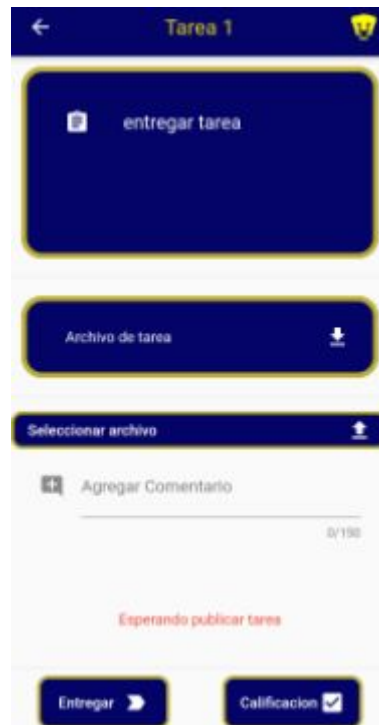 Tarea 1
entregar tarea
Archivo de tarea
Seleccionar archivo
Agregar Comentario
0/150
Esperando publicar tarea
Entregar
Calificacion